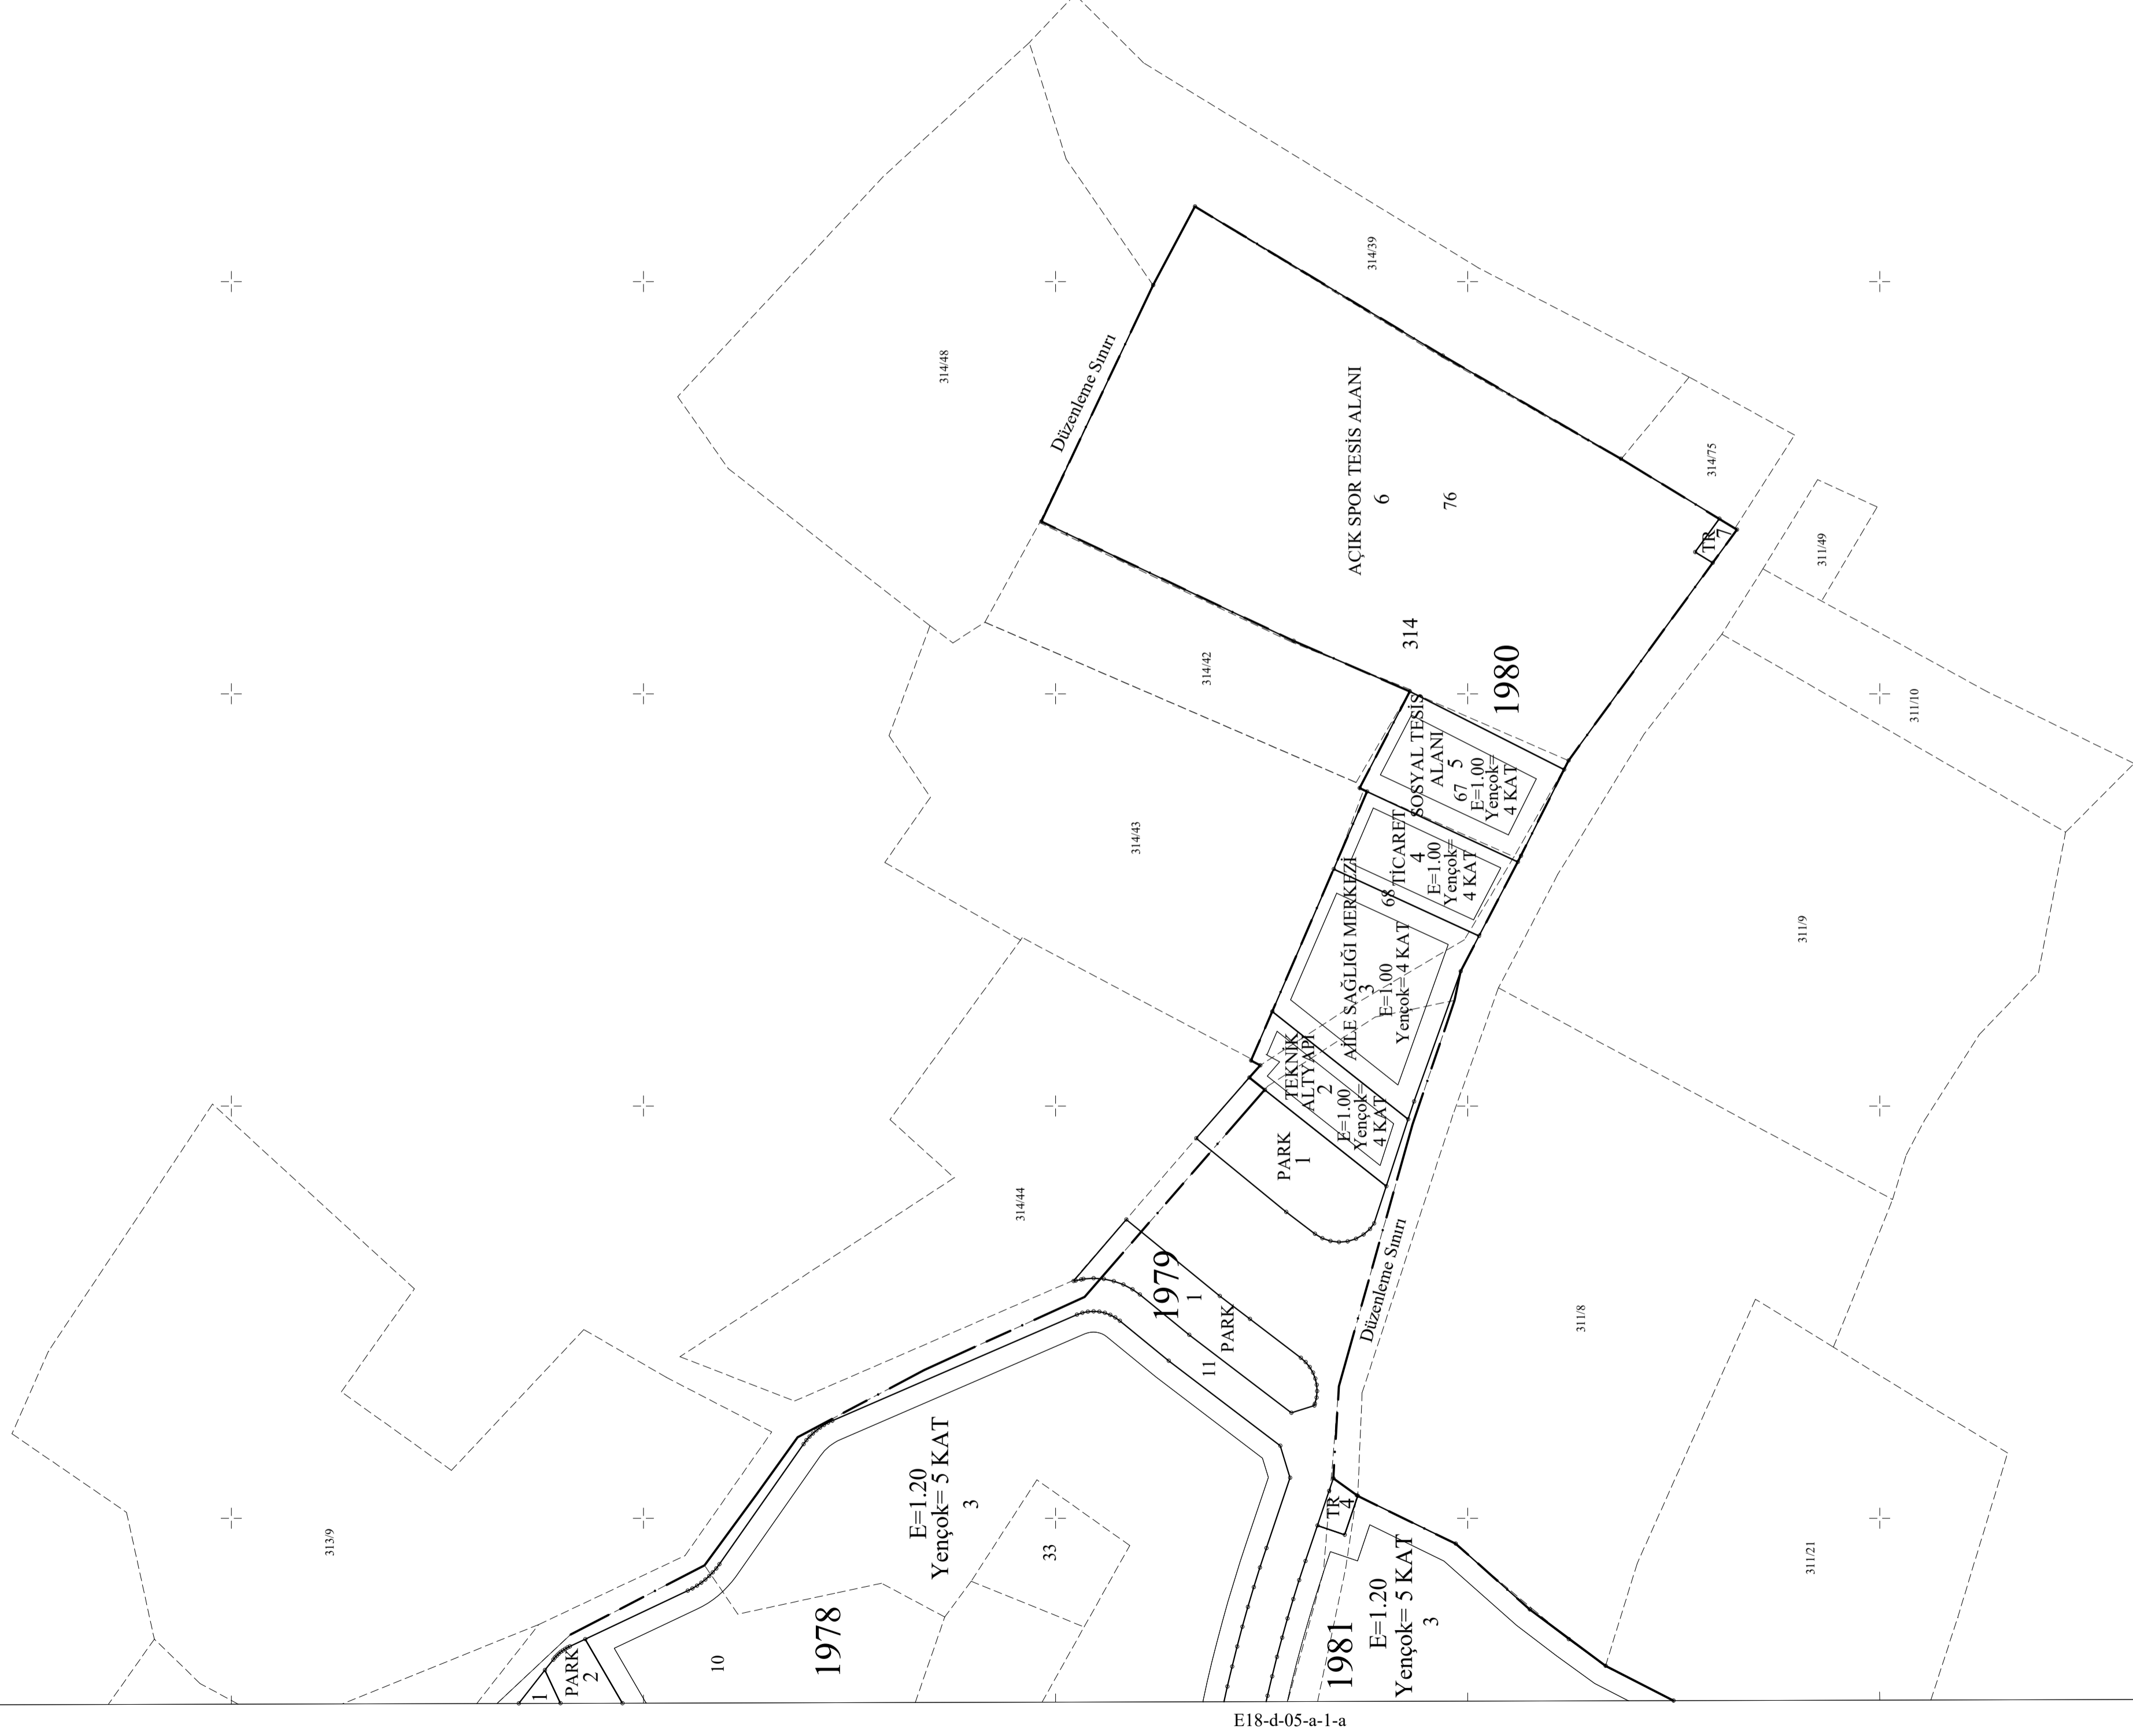 314/39
314/48
Düzenleme Sınırı
AÇIK SPOR TESİS ALANI
6
76
314/75
TR
7
311/49
314
1980
314/42
311/10
SOSYAL TESİS
ALANI
5
67
E=1.00
Yençok=
4 KAT
314/43
TİCARET
4
68
E=1.00
Yençok=
4 KAT
AİLE SAĞLIĞI MERKEZİ
3
E=1.00
Yençok= 4 KAT
311/9
TEKNİK
ALTYAPI
2
E=1.00
Yençok=
4 KAT
PARK
1
314/44
1979
1
PARK
11
Düzenleme Sınırı
311/8
313/9
E=1.20
Yençok= 5 KAT
3
33
TR
4
311/21
1978
10
PARK
2
1
1981
E=1.20
Yençok= 5 KAT
3
E18-d-05-a-1-a